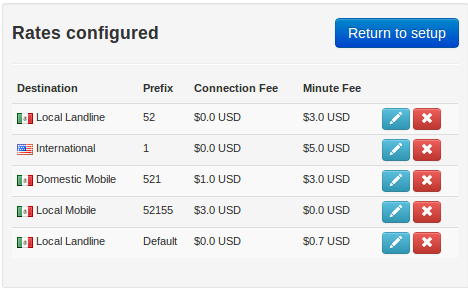 Rates configured
Return to setup
Destination Prefix Connection Fee Minute Fee
Local Landline 52 $0.0 USD $3.0 USD
International 1 $0.0 USD $5.0 USD
Domestic Mobile 521 $1.0 USD $3.0 USD
Local Mobile 52155 $3.0 USD $0.0 USD
Local Landline Default $0.0 USD $0.7 USD